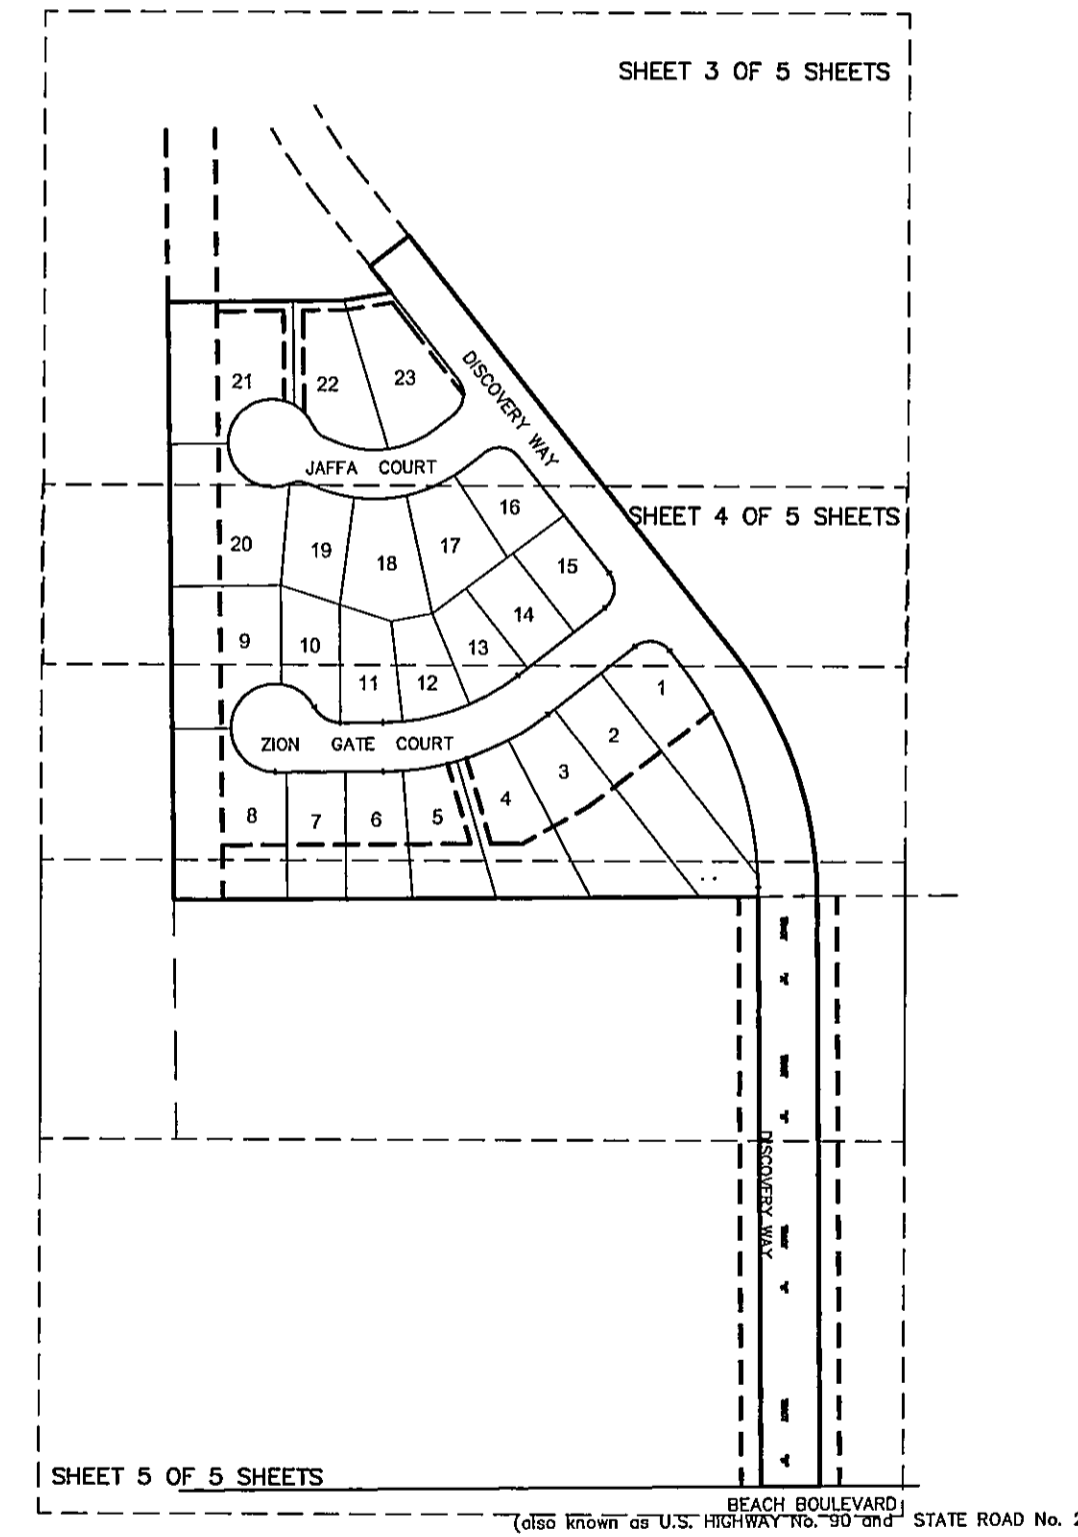 SHEET 3 OF 5 SHEETS
DISCOVERY WAY
21
22
23
JAFFA COURT
SHEET 4 OF 5 SHEETS
16
20
19
18
17
15
14
9
10
13
11
12
1
ZION GATE COURT
2
3
4
8
7
6
5
DISCOVERY WAY
SHEET 5 OF 5 SHEETS
BEACH BOULEVARD
(also known as U.S. HIGHWAY No. 90 and STATE ROAD No. 2